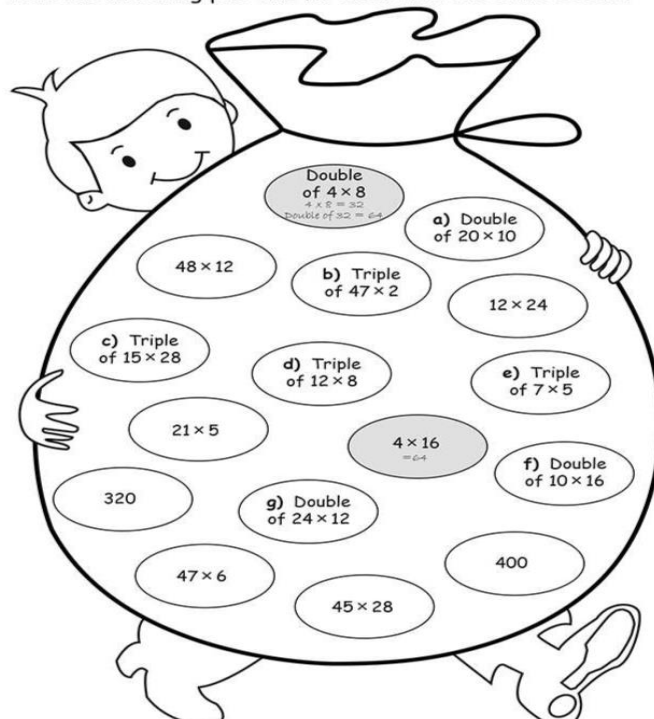 Double
of 4 × 8
4 x 8 = 32
Double of 32 = 64
a) Double
of 20 × 10
48 × 12
b) Triple
of 47 × 2
12 × 24
c) Triple
of 15 × 28
d) Triple
of 12 × 8
e) Triple
of 7 × 5
21 × 5
4 × 16
=64
f) Double
of 10 × 16
320
g) Double
of 24 × 12
47 × 6
400
45 × 28